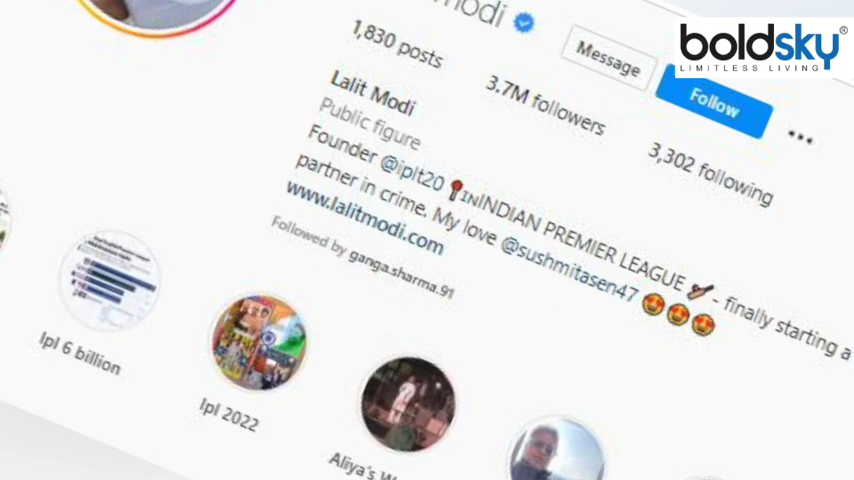 modi
boldsky®
LIMITLESS LIVING
Message
Follow
1,830 posts
3.7M followers
3,302 following
Lalit Modi
Public figure
Founder @iplt20 🏏ɪɴINDIAN PREMIER LEAGUE 🏏 - finally starting a
partner in crime. My love @sushmitasen47 😍😍😍
www.lalitmodi.com
Followed by ganga.sharma.91
Ipl 6 billion
Ipl 2022
Aliya's W